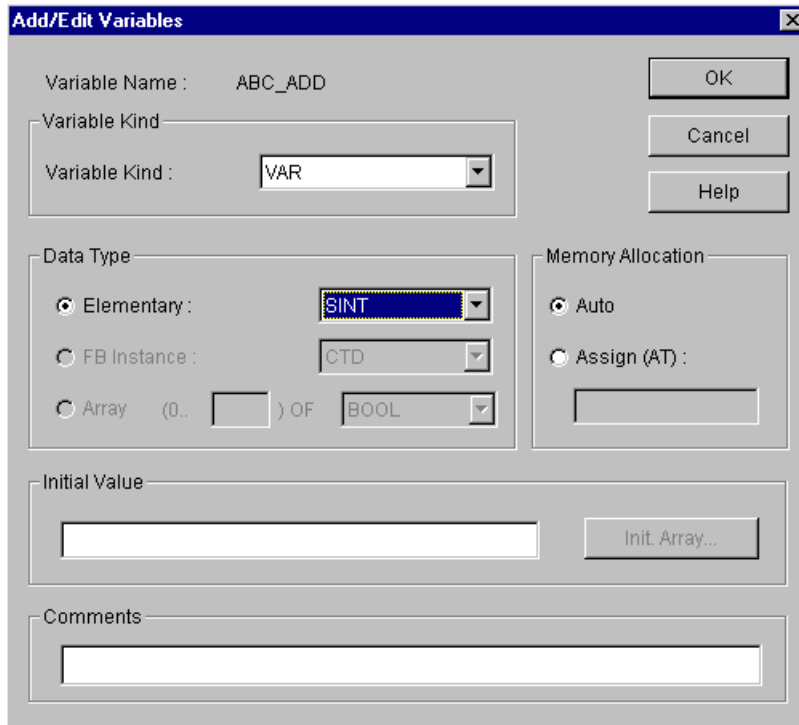 Add/Edit Variables
Variable Name : ABC_ADD
OK
Variable Kind
Cancel
Variable Kind : VAR
Help
Data Type
Memory Allocation
Elementary : SINT
Auto
FB Instance : CTD
Assign (AT) :
Array (0.. ) OF BOOL
Initial Value
Init. Array...
Comments